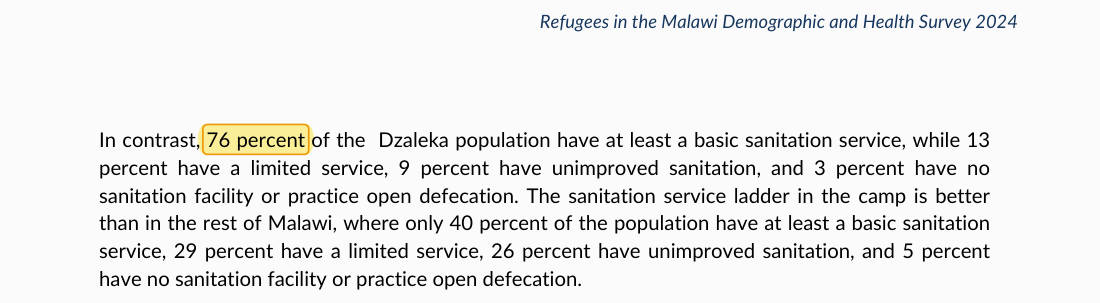 Refugees in the Malawi Demographic and Health Survey 2024
In contrast, 76 percent of the Dzaleka population have at least a basic sanitation service, while 13
percent have a limited service, 9 percent have unimproved sanitation, and 3 percent have no
sanitation facility or practice open defecation. The sanitation service ladder in the camp is better
than in the rest of Malawi, where only 40 percent of the population have at least a basic sanitation
service, 29 percent have a limited service, 26 percent have unimproved sanitation, and 5 percent
have no sanitation facility or practice open defecation.